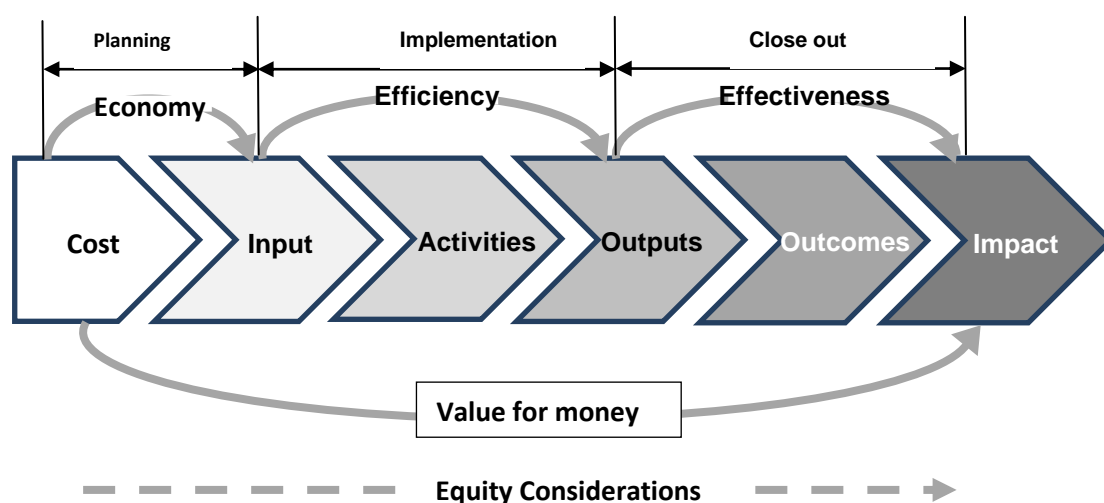 Planning
Implementation
Close out
Economy
Efficiency
Effectiveness
Cost
Input
Activities
Outputs
Outcomes
Impact
Value for money
Equity Considerations